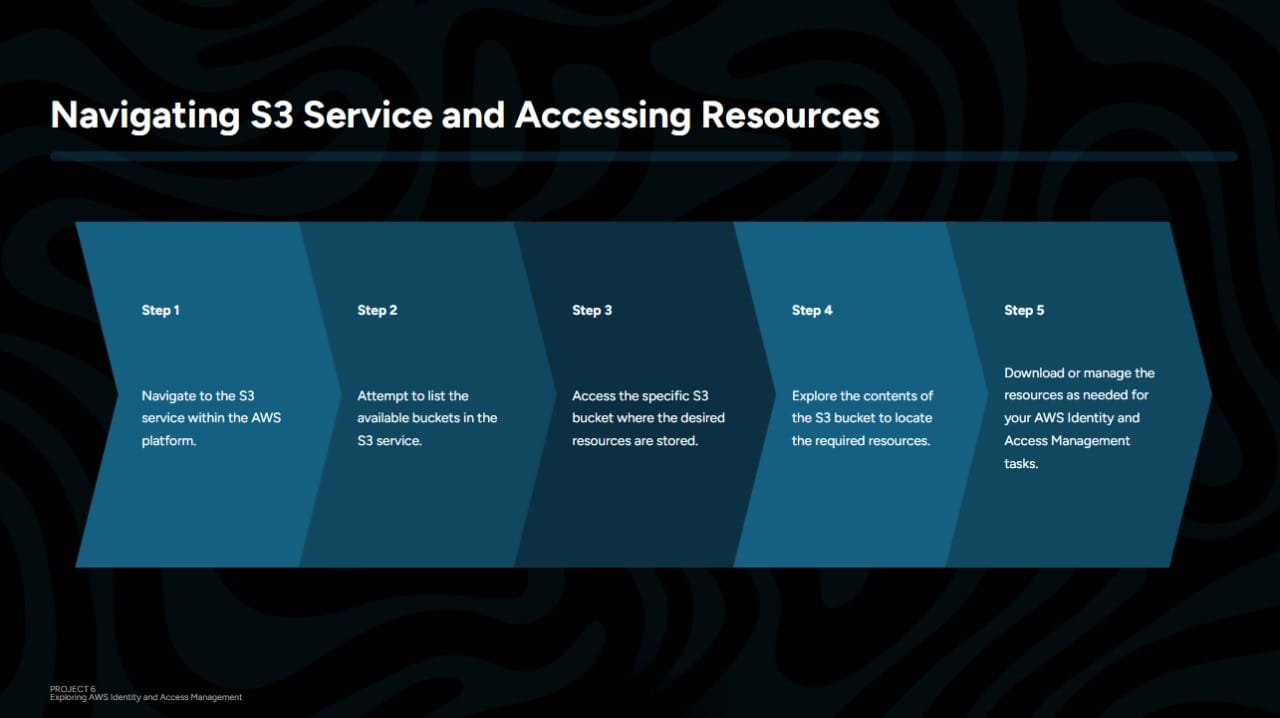 Navigating S3 Service and Accessing Resources
Step 1
Navigate to the S3
service within the AWS
platform.
Step 2
Attempt to list the
available buckets in the
S3 service.
Step 3
Access the specific S3
bucket where the desired
resources are stored.
Step 4
Explore the contents of
the S3 bucket to locate
the required resources.
Step 5
Download or manage the
resources as needed for
your AWS Identity and
Access Management
tasks.
PROJECT 6
Exploring AWS Identity and Access Management